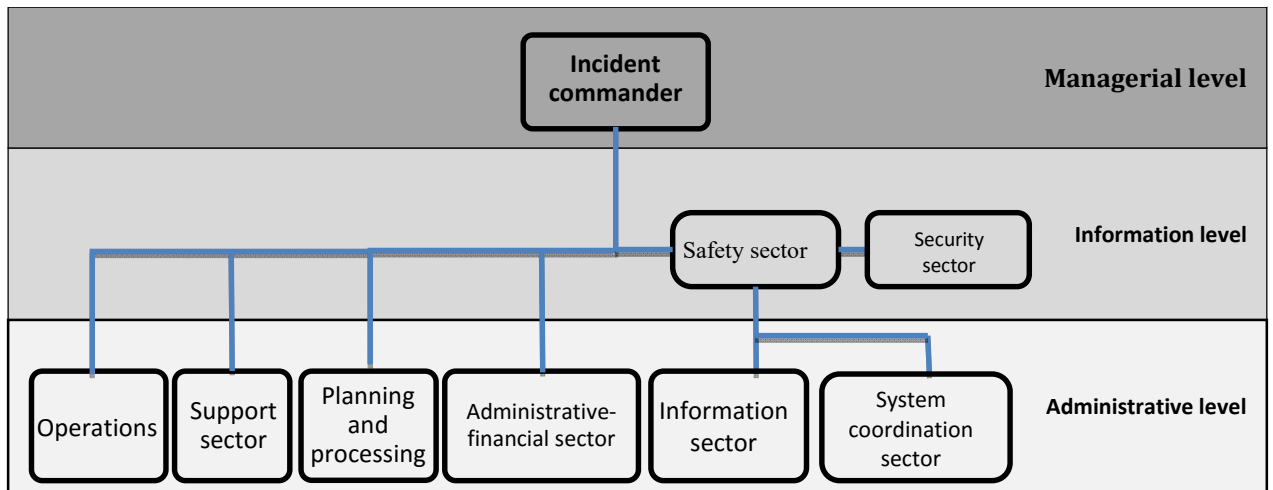 Incident
commander
Managerial level
Safety sector
Security
sector
Information level
Operations
Support
sector
Planning
and
processing
Administrative-
financial sector
Information
sector
System
coordination
sector
Administrative level